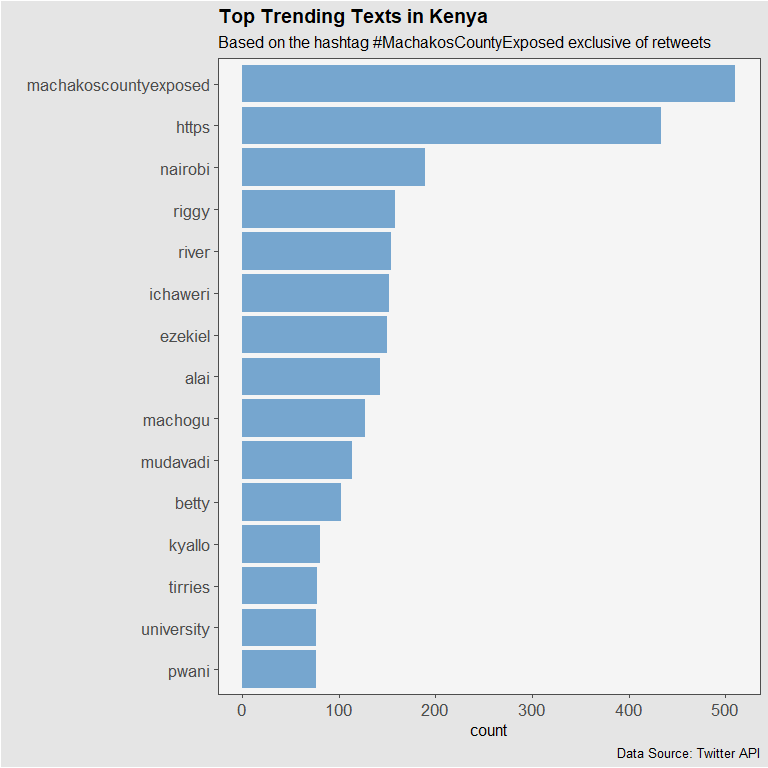 Top Trending Texts in Kenya
Based on the hashtag #MachakosCountyExposed exclusive of retweets
machakoscountyexposed
https
nairobi
riggy
river
ichaweri
ezekiel
alai
machogu
mudavadi
betty
kyallo
tirries
university
pwani
0 100 200 300 400 500
count
Data Source: Twitter API